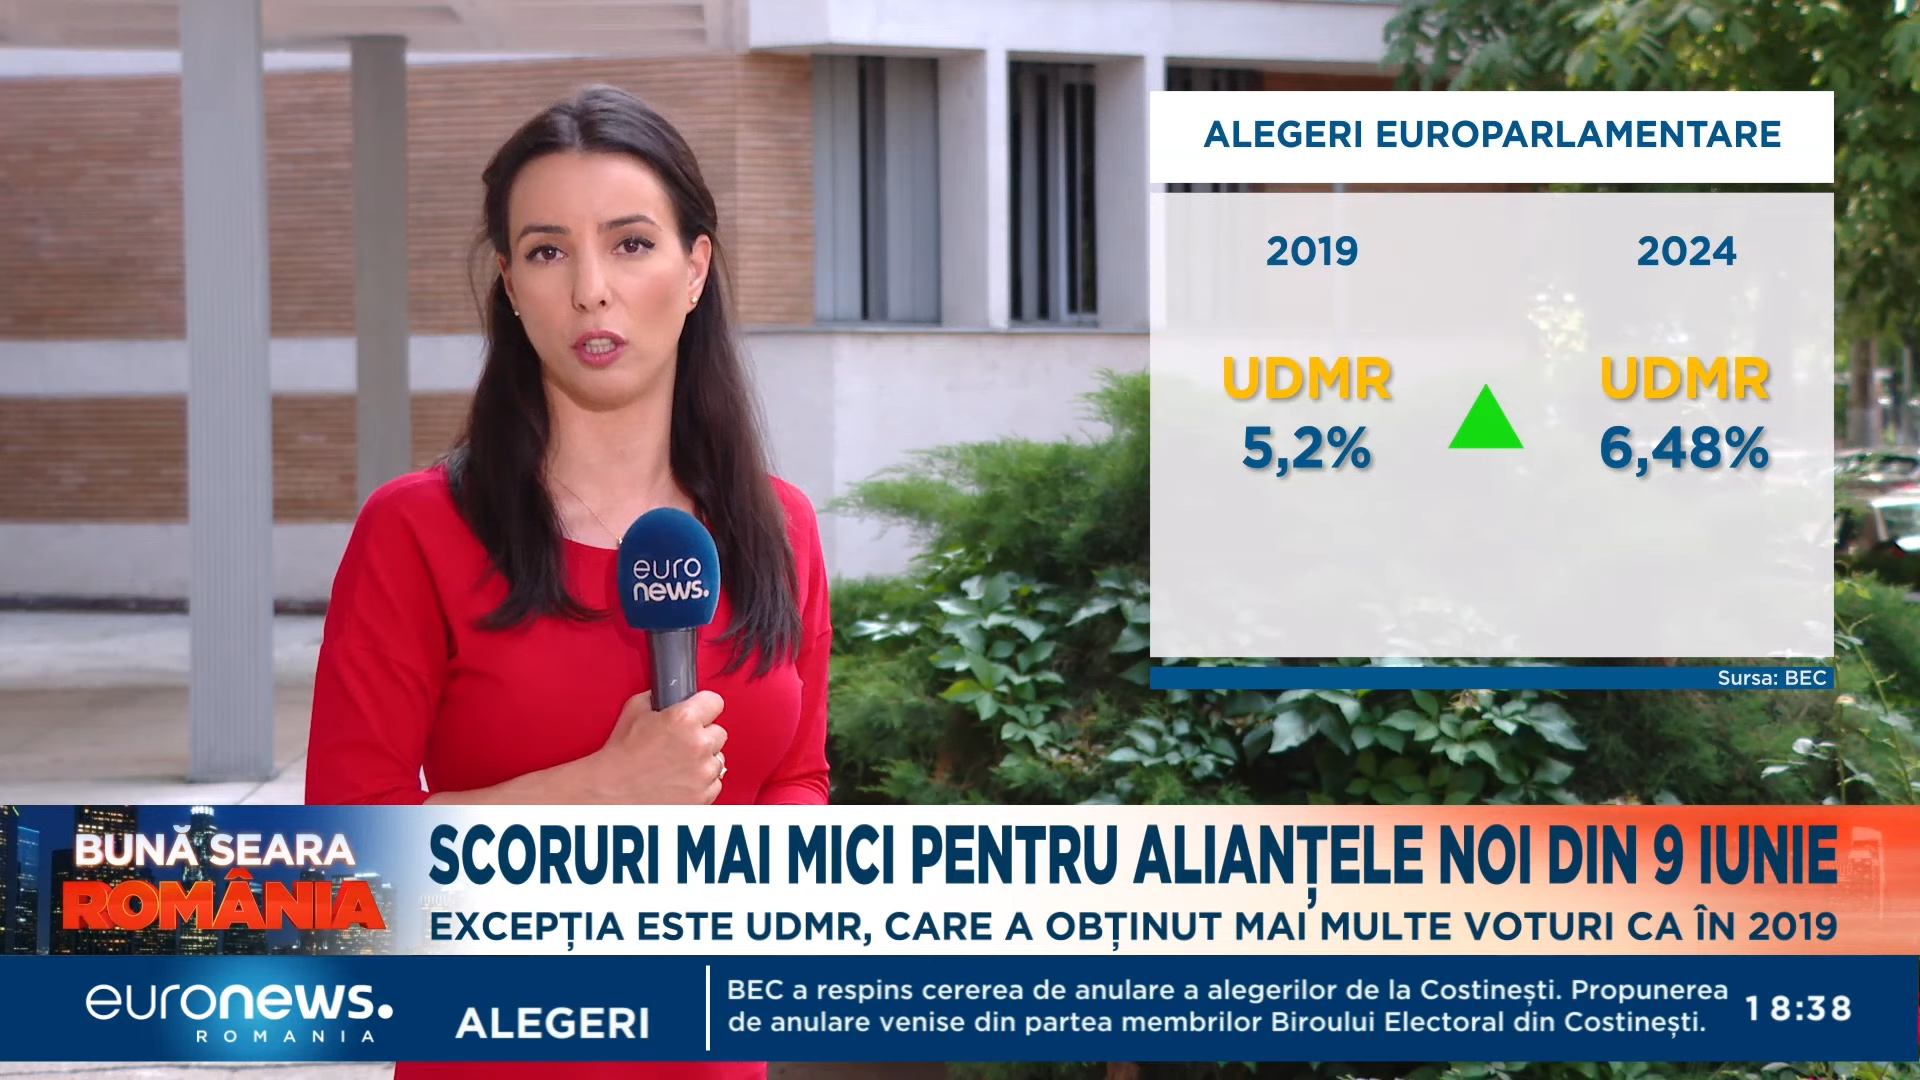 ALEGERI EUROPARLAMENTARE
2019
2024
UDMR
UDMR
5,2%
6,48%
Sursa: BEC
euro
news.
BUNĂ SEARA
ROMÂNIA
SCORURI MAI MICI PENTRU ALIANȚELE NOI DIN 9 IUNIE
EXCEPȚIA ESTE UDMR, CARE A OBȚINUT MAI MULTE VOTURI CA ÎN 2019
euronews.
ROMANIA
ALEGERI
BEC a respins cererea de anulare a alegerilor de la Costinești. Propunerea
de anulare venise din partea membrilor Biroului Electoral din Costinești.
18:38